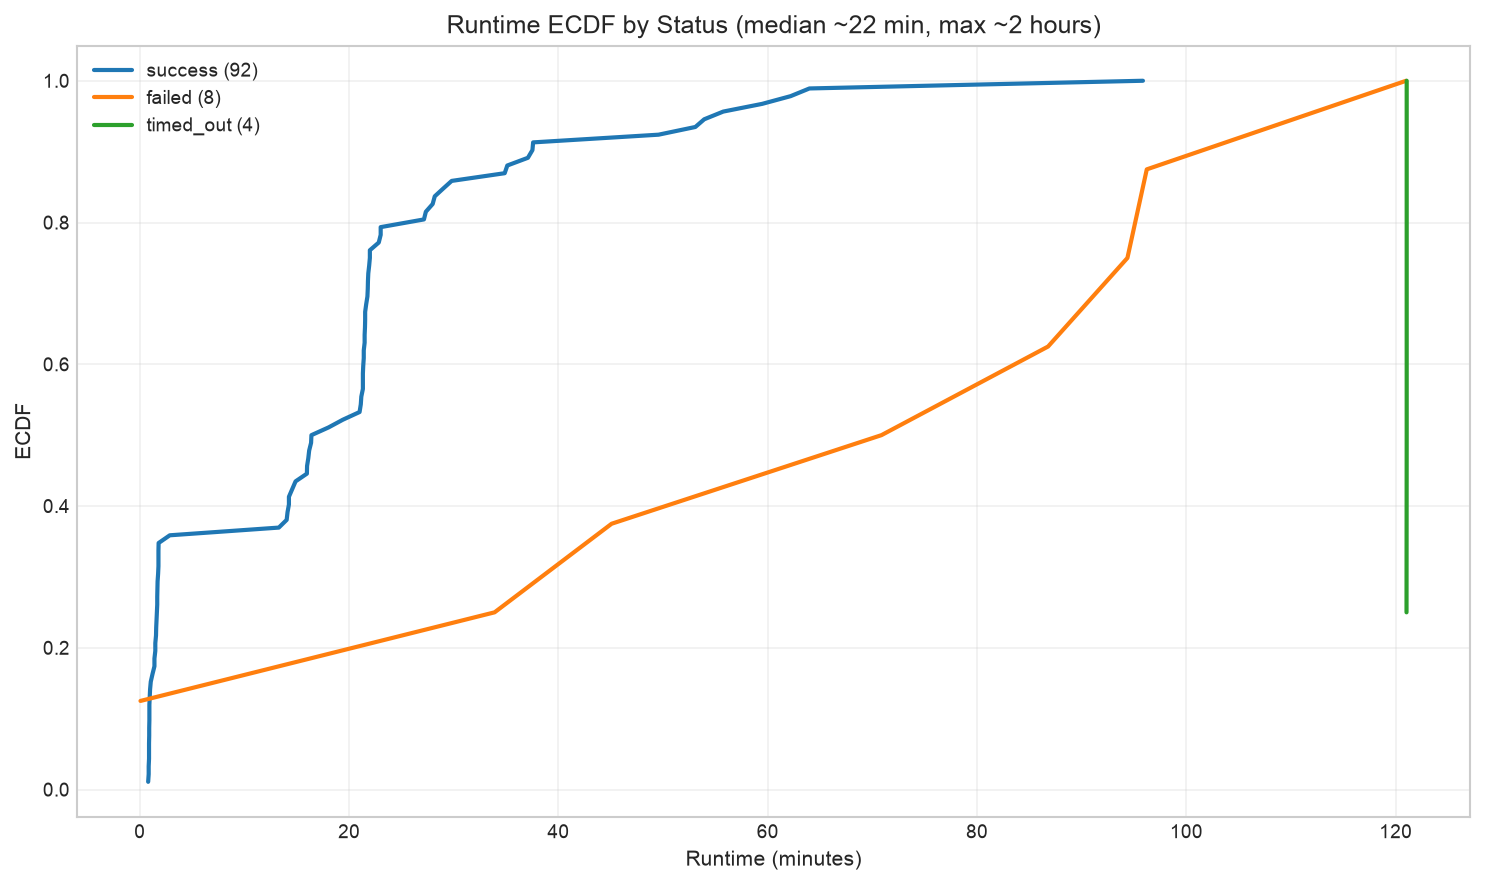 Runtime ECDF by Status (median ~22 min, max ~2 hours)
success (92)
failed (8)
timed_out (4)
1.0
0.8
0.6
0.4
0.2
0.0
ECDF
0 20 40 60 80 100 120
Runtime (minutes)